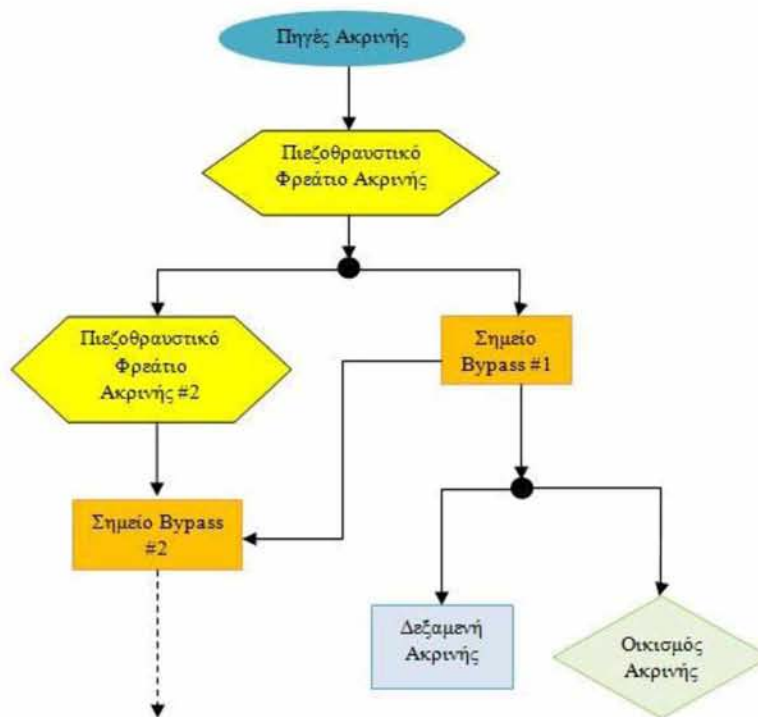 Πηγές Ακρινής
Πιεζοθραυστικό
Φρεάτιο Ακρινής
Πιεζοθραυστικό
Φρεάτιο
Ακρινής #2
Σημείο
Bypass #1
Σημείο Bypass
#2
Δεξαμενή
Ακρινής
Οικισμός
Ακρινής